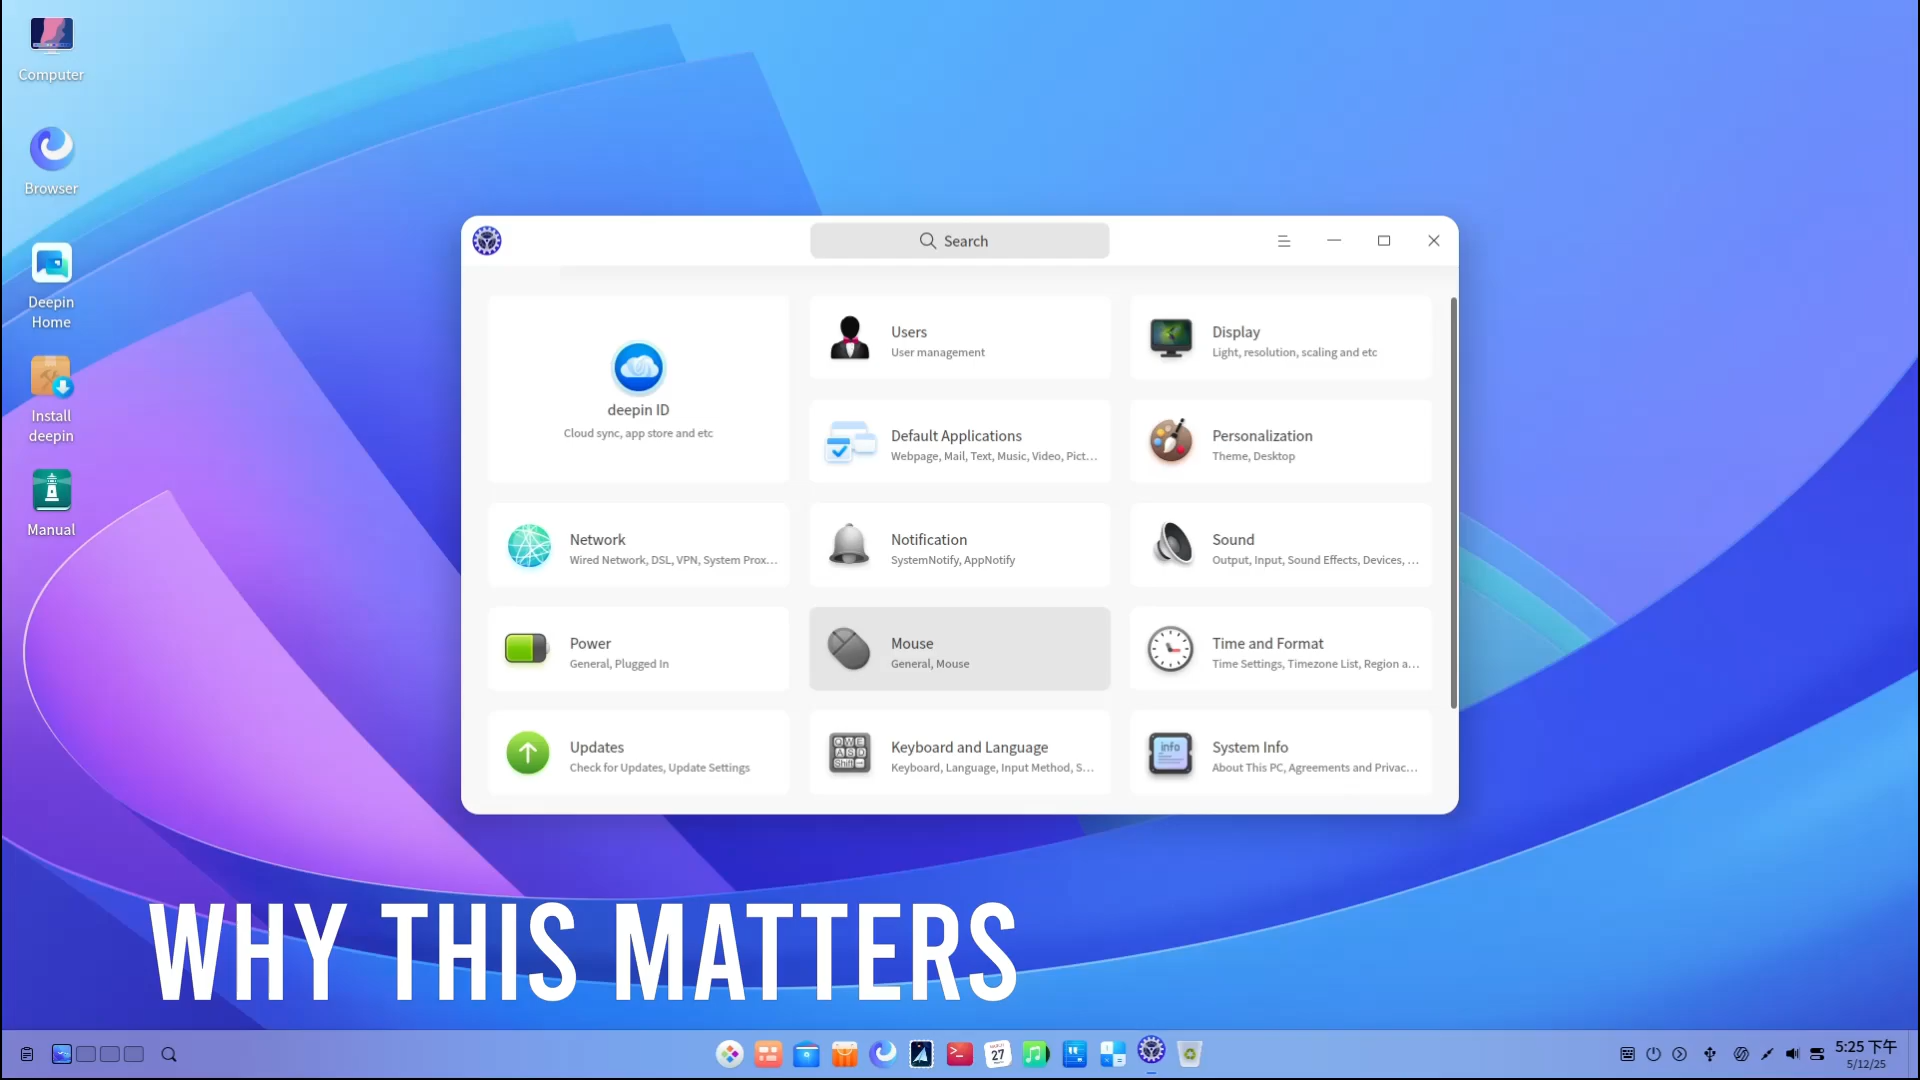 Computer
Browser
Deepin
Home
Install
deepin
Manual
Search
deepin ID
Cloud sync, app store and etc
Users
User management
Display
Light, resolution, scaling and etc
Default Applications
Webpage, Mail, Text, Music, Video, Pict...
Personalization
Theme, Desktop
Network
Wired Network, DSL, VPN, System Prox...
Notification
SystemNotify, AppNotify
Sound
Output, Input, Sound Effects, Devices, ...
Power
General, Plugged In
Mouse
General, Mouse
Time and Format
Time Settings, Timezone List, Region a...
Updates
Check for Updates, Update Settings
Keyboard and Language
Keyboard, Language, Input Method, S...
info
System Info
About This PC, Agreements and Privac...
WHY THIS MATTERS
27
5:25 下午
5/12/25